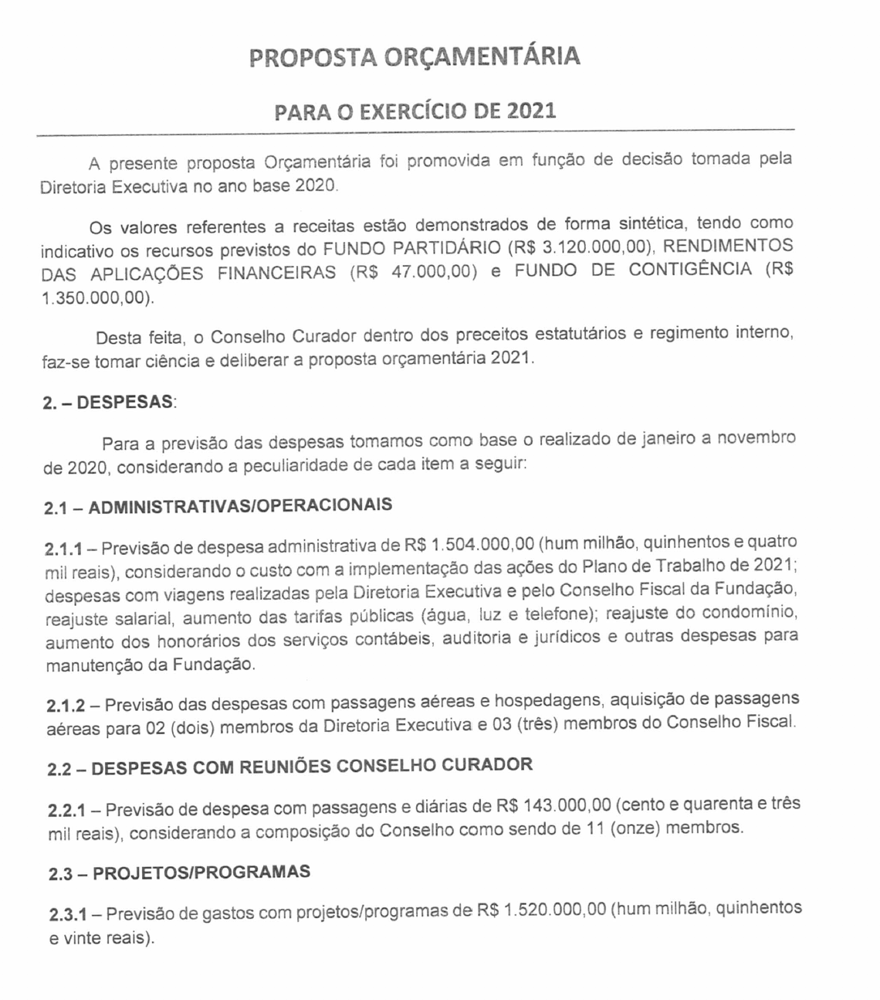 PROPOSTA ORÇAMENTÁRIA
PARA O EXERCÍCIO DE 2021
A presente proposta Orçamentária foi promovida em função de decisão tomada pela
Diretoria Executiva no ano base 2020.
Os valores referentes a receitas estão demonstrados de forma sintética, tendo como
indicativo os recursos previstos do FUNDO PARTIDÁRIO (R$ 3.120.000,00), RENDIMENTOS
DAS APLICAÇÕES FINANCEIRAS (R$ 47.000,00) e FUNDO DE CONTIGÊNCIA (R$
1.350.000,00).
Desta feita, o Conselho Curador dentro dos preceitos estatutários e regimento interno,
faz-se tomar ciência e deliberar a proposta orçamentária 2021.
2. – DESPESAS:
Para a previsão das despesas tomamos como base o realizado de janeiro a novembro
de 2020, considerando a peculiaridade de cada item a seguir:
2.1 – ADMINISTRATIVAS/OPERACIONAIS
2.1.1 – Previsão de despesa administrativa de R$ 1.504.000,00 (hum milhão, quinhentos e quatro
mil reais), considerando o custo com a implementação das ações do Plano de Trabalho de 2021;
despesas com viagens realizadas pela Diretoria Executiva e pelo Conselho Fiscal da Fundação,
reajuste salarial, aumento das tarifas públicas (água, luz e telefone); reajuste do condomínio,
aumento dos honorários dos serviços contábeis, auditoria e jurídicos e outras despesas para
manutenção da Fundação.
2.1.2 – Previsão das despesas com passagens aéreas e hospedagens, aquisição de passagens
aéreas para 02 (dois) membros da Diretoria Executiva e 03 (três) membros do Conselho Fiscal.
2.2 – DESPESAS COM REUNIÕES CONSELHO CURADOR
2.2.1 – Previsão de despesa com passagens e diárias de R$ 143.000,00 (cento e quarenta e três
mil reais), considerando a composição do Conselho como sendo de 11 (onze) membros.
2.3 – PROJETOS/PROGRAMAS
2.3.1 – Previsão de gastos com projetos/programas de R$ 1.520.000,00 (hum milhão, quinhentos
e vinte reais).